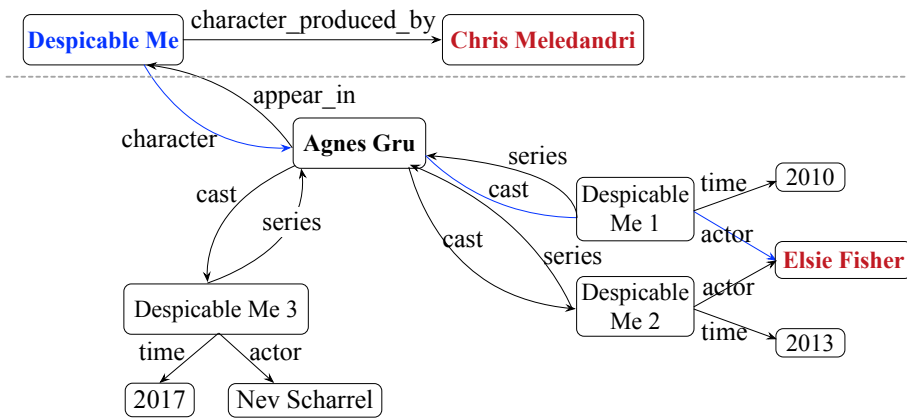 Despicable Me
character_produced_by
Chris Meledandri
appear_in
character
Agnes Gru
series
cast
Despicable
Me 1
time
2010
actor
Elsie Fisher
cast
series
cast
series
Despicable
Me 2
actor
time
2013
Despicable Me 3
time
actor
2017
Nev Scharrel